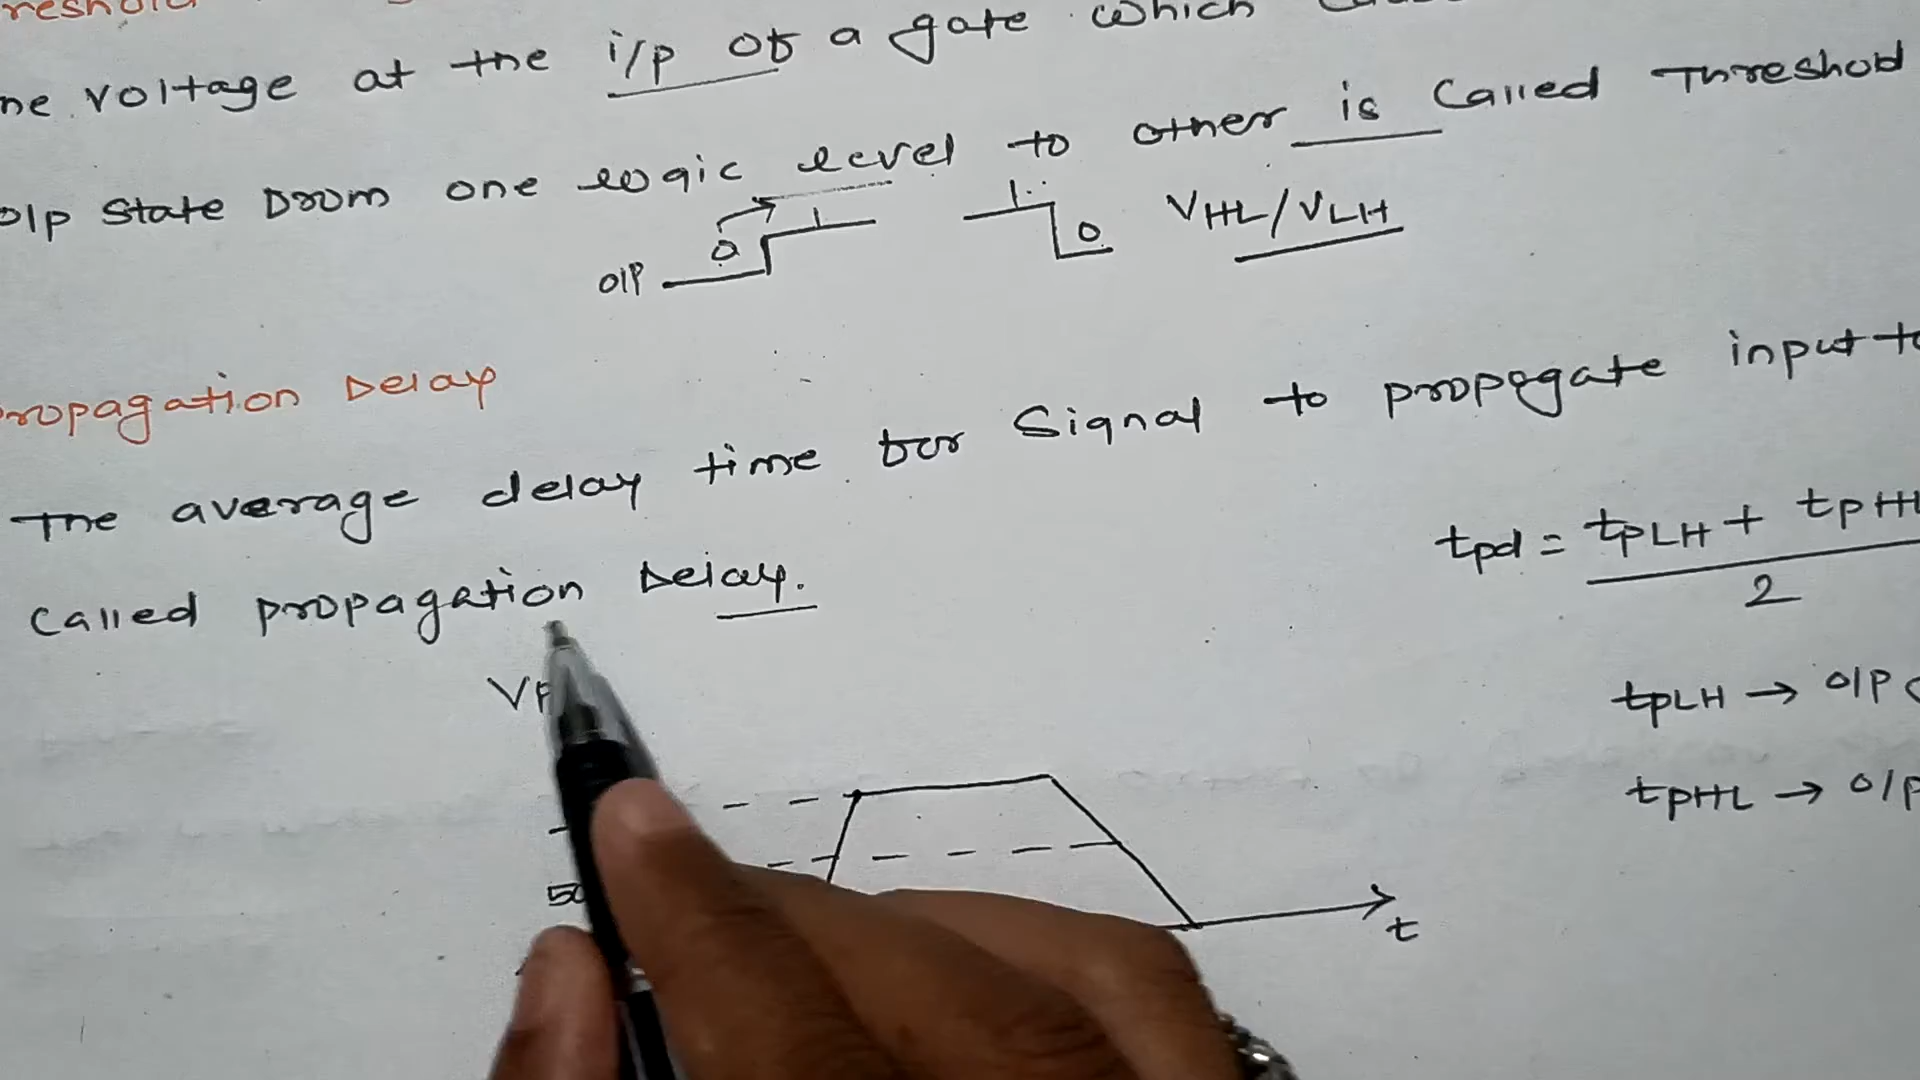 ne voltage at the i/p of a gate which
o/p state from one logic level to other is called Threshold
0 1 1 0 VHL/VLH
o/p
Propagation Delay
The average delay time for Signal to propagate input to
tpd = tpLH + tpHL
2
called propagation Delay.
tpLH → o/p
tpHL → o/p
50
t